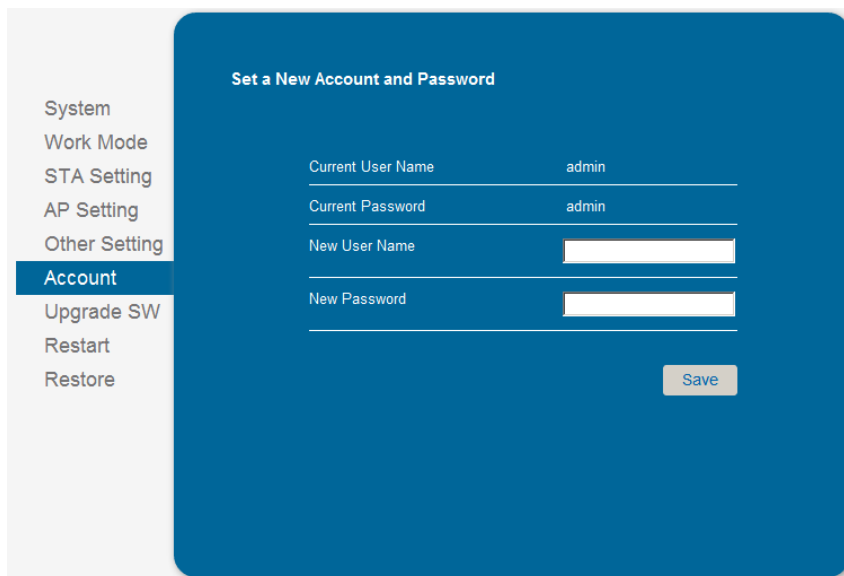 System
Work Mode
STA Setting
AP Setting
Other Setting
Account
Upgrade SW
Restart
Restore
Set a New Account and Password
Current User Name admin
Current Password admin
New User Name
New Password
Save